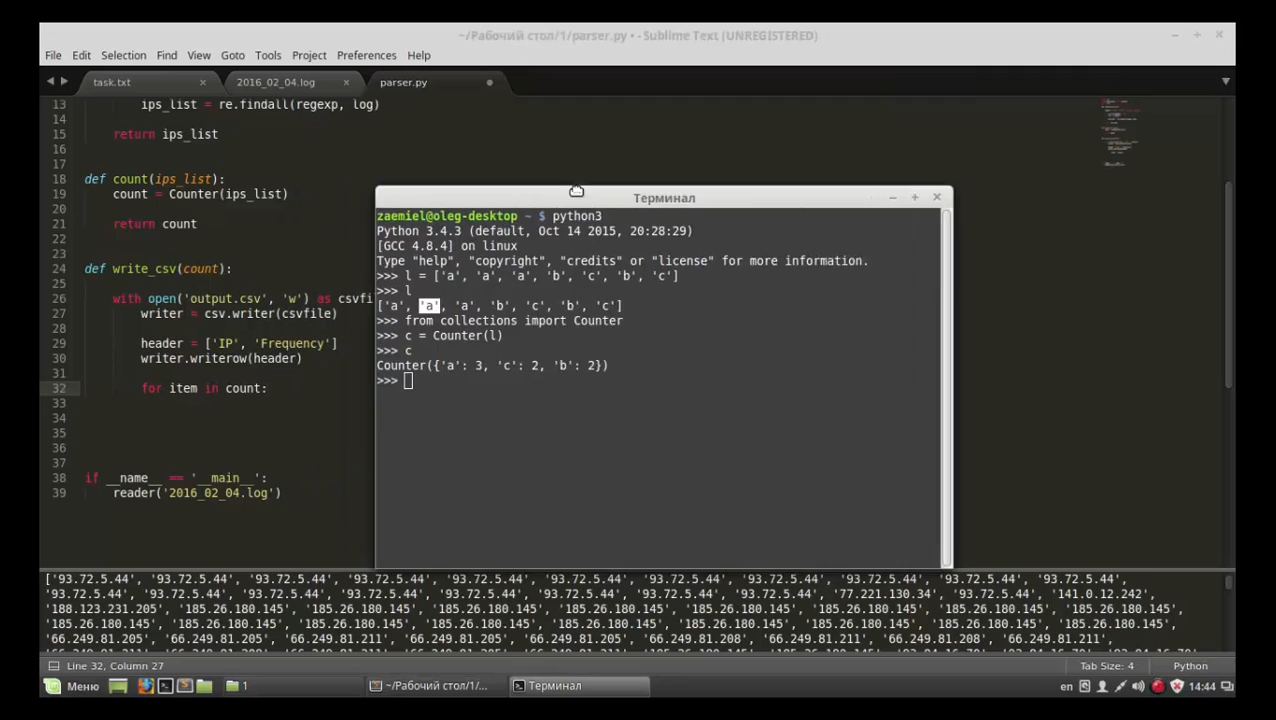 ~/Рабочий стол/1/parser.py • - Sublime Text (UNREGISTERED)
File Edit Selection Find View Goto Tools Project Preferences Help
task.txt 2016_02_04.log parser.py
13 ips_list = re.findall(regexp, log)
14
15 return ips_list
16
17
18 def count(ips_list):
19 count = Counter(ips_list)
20
21 return count
22
23
24 def write_csv(count):
25
26 with open('output.csv', 'w') as csvfi
27 writer = csv.writer(csvfile)
28
29 header = ['IP', 'Frequency']
30 writer.writerow(header)
31
32 for item in count:
33
34
35
36
37
38 if __name__ == '__main__':
39 reader('2016_02_04.log')
Терминал
zaemiel@oleg-desktop ~ $ python3
Python 3.4.3 (default, Oct 14 2015, 20:28:29)
[GCC 4.8.4] on linux
Type "help", "copyright", "credits" or "license" for more information.
>>> l = ['a', 'a', 'a', 'b', 'c', 'b', 'c']
>>> l
['a', 'a', 'a', 'b', 'c', 'b', 'c']
>>> from collections import Counter
>>> c = Counter(l)
>>> c
Counter({'a': 3, 'c': 2, 'b': 2})
>>>
['93.72.5.44', '93.72.5.44', '93.72.5.44', '93.72.5.44', '93.72.5.44', '93.72.5.44', '93.72.5.44', '93.72.5.44', '93.72.5.44', '93.72.5.44', '93.72.5.44',
'93.72.5.44', '93.72.5.44', '93.72.5.44', '93.72.5.44', '93.72.5.44', '93.72.5.44', '93.72.5.44', '77.221.130.34', '93.72.5.44', '141.0.12.242',
'188.123.231.205', '185.26.180.145', '185.26.180.145', '185.26.180.145', '185.26.180.145', '185.26.180.145', '185.26.180.145', '185.26.180.145',
'185.26.180.145', '185.26.180.145', '185.26.180.145', '185.26.180.145', '185.26.180.145', '185.26.180.145', '185.26.180.145', '185.26.180.145',
'66.249.81.205', '66.249.81.205', '66.249.81.211', '66.249.81.205', '66.249.81.208', '66.249.81.211', '66.249.81.208', '66.249.81.211',
Line 32, Column 27 Tab Size: 4 Python
Меню 1 ~/Рабочий стол/1/... Терминал en 14:44